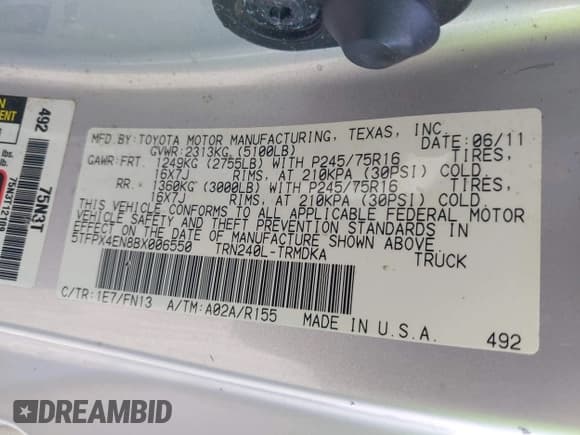 MFD.BY:TOYOTA MOTOR MANUFACTURING, TEXAS, INC.
GVWR:2313KG (5100LB) DATE:06/11
GAWR:FRT. 1249KG (2755LB) WITH P245/75R16 TIRES,
16X7J RIMS, AT 210KPA (30PSI) COLD.
RR. 1360KG (3000LB) WITH P245/75R16 TIRES,
16X7J RIMS, AT 210KPA (30PSI) COLD.
THIS VEHICLE CONFORMS TO ALL APPLICABLE FEDERAL MOTOR
VEHICLE SAFETY AND THEFT PREVENTION STANDARDS IN
EFFECT ON THE DATE OF MANUFACTURE SHOWN ABOVE.
5TFPX4EN8BX006550 TRN240L-TRMDKA TRUCK
C/TR:1E7/FN13 A/TM:A02A/R155 MADE IN U.S.A.
492
492
75N3T
lbs.
lb.
DREAMBID